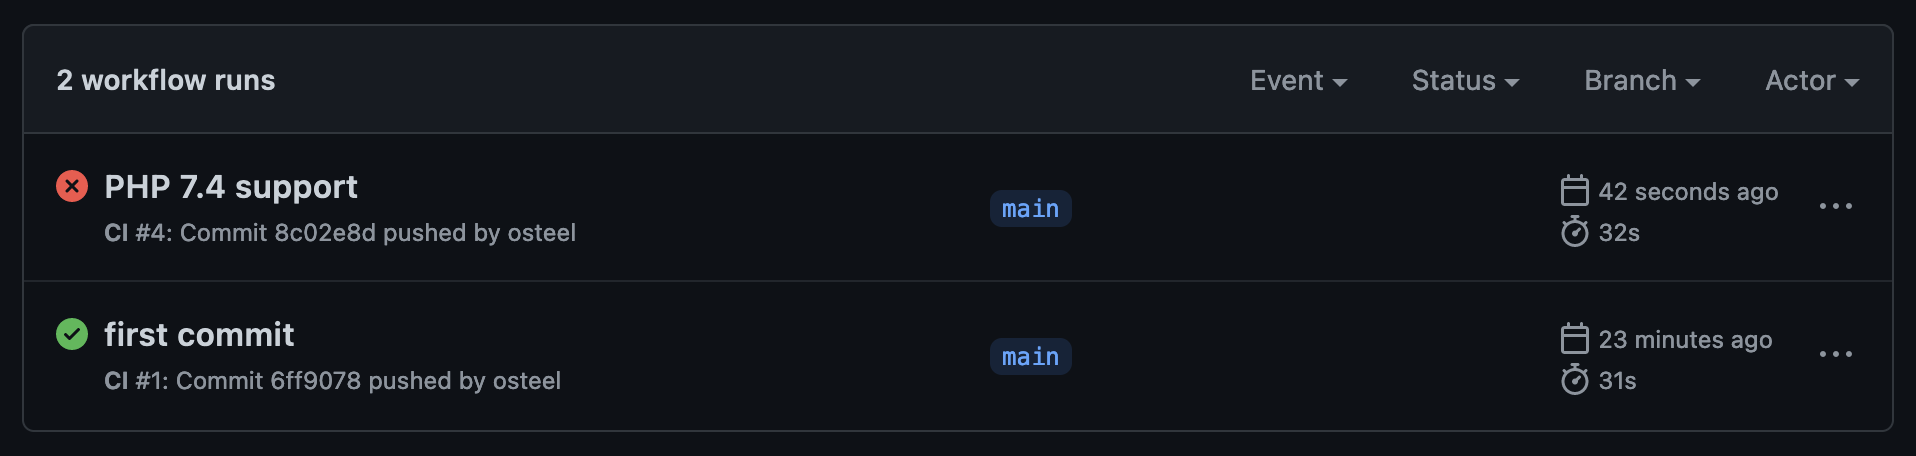 2 workflow runs
Event
Status
Branch
Actor
PHP 7.4 support
CI #4: Commit 8c02e8d pushed by osteel
main
42 seconds ago
32s
first commit
CI #1: Commit 6ff9078 pushed by osteel
main
23 minutes ago
31s